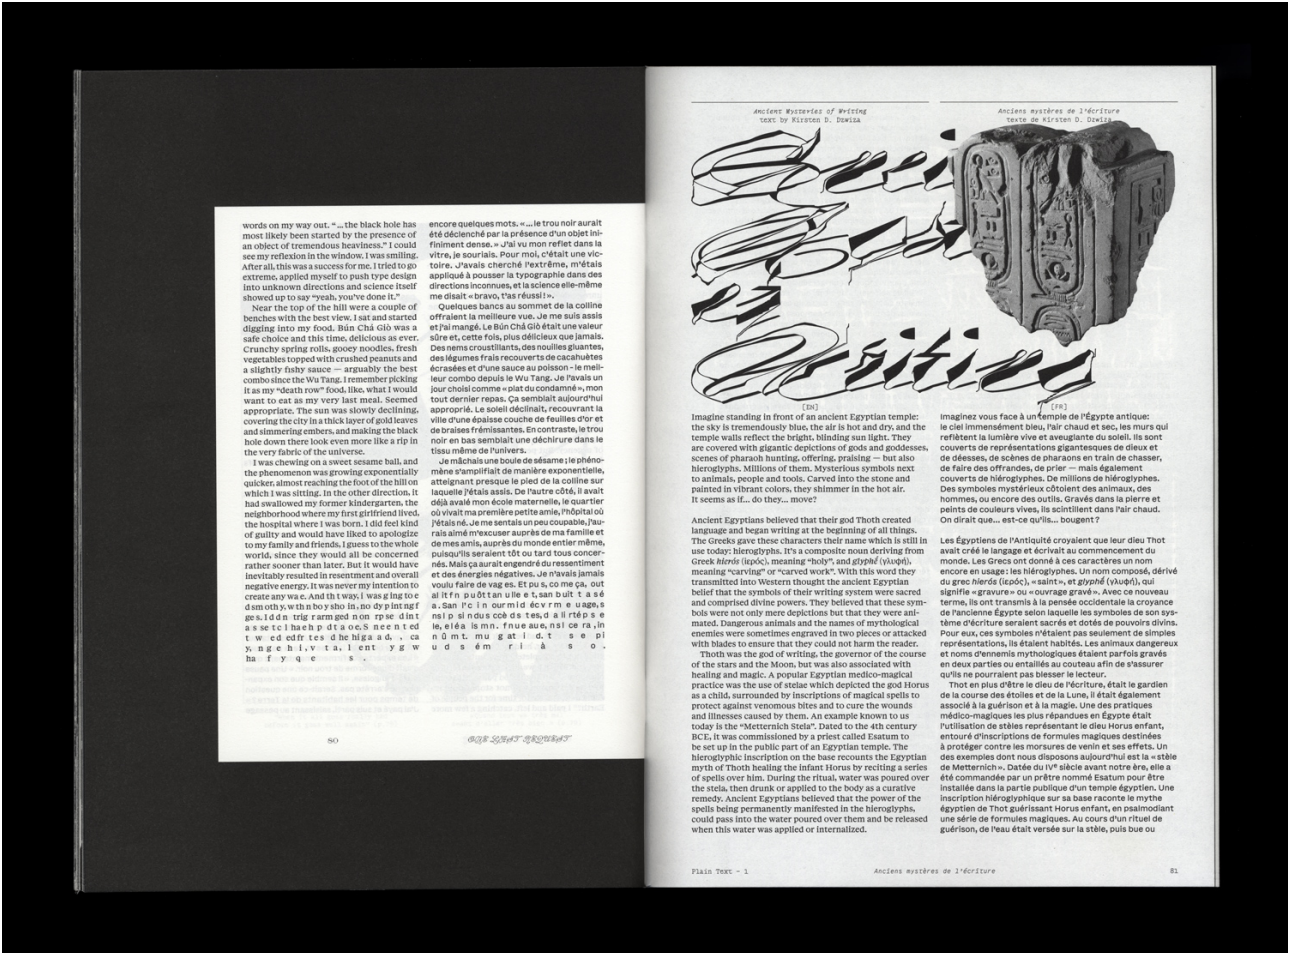 words on my way out. “…the black hole has
most likely been started by the presence of
an object of tremendous heaviness.” I could
see my reflexion in the window. I was smiling.
After all, this was a success for me. I tried to go
extreme, applied myself to push type design
into unknown directions and science itself
showed up to say “yeah, you’ve done it.”
Near the top of the hill were a couple of
benches with the best view. I sat and started
digging into my food. Bún Chả Giò was a
safe choice and this time, delicious as ever.
Crunchy spring rolls, gooey noodles, fresh
vegetables topped with crushed peanuts and
a slightly fishy sauce — arguably the best
combo since the Wu Tang. I remember picking
it as my “death row” food, like, what I would
want to eat as my very last meal. Seemed
appropriate. The sun was slowly declining,
covering the city in a thick layer of gold leaves
and simmering embers, and making the black
hole down there look even more like a rip in
the very fabric of the universe.
I was chewing on a sweet sesame ball, and
the phenomenon was growing exponentially
quicker, almost reaching the foot of the hill on
which I was sitting. In the other direction, it
had swallowed my former kindergarten, the
neighborhood where my first girlfriend lived,
the hospital where I was born. I did feel kind
of guilty and would have liked to apologize
to my family and friends, I guess to the whole
world, since they would all be concerned
rather sooner than later. But it would have
inevitably resulted in resentment and overall
negative energy. It was never my intention to
create any wa e. And th t way, i was g ing to e
encore quelques mots. « … le trou noir aurait
été déclenché par la présence d’un objet ini-
finiment dense. » J’ai vu mon reflet dans la
vitre, je souriais. Pour moi, c’était une vic-
toire. J’avais cherché l’extrême, m’étais
appliqué à pousser la typographie dans des
directions inconnues, et la science elle-même
me disait « bravo, t’as réussi ! ».
Quelques bancs au sommet de la colline
offraient la meilleure vue. Je me suis assis
et j’ai mangé. Le Bún Chả Giò était une valeur
sûre et, cette fois, plus délicieux que jamais.
Des nems croustillants, des nouilles gluantes,
des légumes frais recouverts de cacahuètes
écrasées et d’une sauce au poisson – le meil-
leur combo depuis le Wu Tang. Je l’avais un
jour choisi comme « plat du condamné », mon
tout dernier repas. Ça semblait aujourd’hui
approprié. Le soleil déclinait, recouvrant la
ville d’une épaisse couche de feuilles d’or et
de braises frémissantes. En contraste, le trou
noir en bas semblait une déchirure dans le
tissu même de l’univers.
Je mâchais une boule de sésame ; le phéno-
mène s’amplifiait de manière exponentielle,
atteignant presque le pied de la colline sur
laquelle j’étais assis. De l’autre côté, il avait
déjà avalé mon école maternelle, le quartier
où vivait ma première petite amie, l’hôpital où
j’étais né. Je me sentais un peu coupable, j’au-
rais aimé m’excuser auprès de ma famille et
de mes amis, auprès du monde entier même,
puisqu’ils seraient tôt ou tard tous concer-
nés. Mais ça aurait engendré du ressentiment
et des énergies négatives. Je n’avais jamais
voulu faire de vag es. Et pu s, co me ça, out
80
ONE LAST REQUEST
Ancient Mysteries of Writing
text by Kirsten D. Dzwiza
Anciens mystères de l’écriture
texte de Kirsten D. Dzwiza
[EN]
Imagine standing in front of an ancient Egyptian temple:
the sky is tremendously blue, the air is hot and dry, and the
temple walls reflect the bright, blinding sun light. They
are covered with gigantic depictions of gods and goddesses,
scenes of pharaoh hunting, offering, praising — but also
hieroglyphs. Millions of them. Mysterious symbols next
to animals, people and tools. Carved into the stone and
painted in vibrant colors, they shimmer in the hot air.
It seems as if… do they… move?
Ancient Egyptians believed that their god Thoth created
language and began writing at the beginning of all things.
The Greeks gave these characters their name which is still in
use today: hieroglyphs. It’s a composite noun deriving from
Greek hierós (ιερός), meaning “holy”, and glyphé (γλυφή),
meaning “carving” or “carved work”. With this word they
transmitted into Western thought the ancient Egyptian
belief that the symbols of their writing system were sacred
and comprised divine powers. They believed that these sym-
bols were not only mere depictions but that they were ani-
mated. Dangerous animals and the names of mythological
enemies were sometimes engraved in two pieces or attacked
with blades to ensure that they could not harm the reader.
Thoth was the god of writing, the governor of the course
of the stars and the Moon, but was also associated with
healing and magic. A popular Egyptian medico-magical
practice was the use of stelae which depicted the god Horus
as a child, surrounded by inscriptions of magical spells to
protect against venomous bites and to cure the wounds
and illnesses caused by them. An example known to us
today is the “Metternich Stela”. Dated to the 4th century
BCE, it was commissioned by a priest called Esatum to
be set up in the public part of an Egyptian temple. The
hieroglyphic inscription on the base recounts the Egyptian
myth of Thoth healing the infant Horus by reciting a series
of spells over him. During the ritual, water was poured over
the stela, then drunk or applied to the body as a curative
remedy. Ancient Egyptians believed that the power of the
spells being permanently manifested in the hieroglyphs,
could pass into the water poured over them and be released
when this water was applied or internalized.
[FR]
Imaginez vous face à un temple de l’Égypte antique:
le ciel immensément bleu, l’air chaud et sec, les murs qui
reflètent la lumière vive et aveuglante du soleil. Ils sont
couverts de représentations gigantesques de dieux et
de déesses, de scènes de pharaons en train de chasser,
de faire des offrandes, de prier — mais également
couverts de hiéroglyphes. De millions de hiéroglyphes.
Des symboles mystérieux côtoient des animaux, des
hommes, ou encore des outils. Gravés dans la pierre et
peints de couleurs vives, ils scintillent dans l’air chaud.
On dirait que… est-ce qu’ils… bougent ?
Les Égyptiens de l’Antiquité croyaient que leur dieu Thot
avait créé le langage et écrivait au commencement du
monde. Les Grecs ont donné à ces caractères un nom
encore en usage : les hiéroglyphes. Un nom composé, dérivé
du grec hierós (ιερός), « saint », et glyphé (γλυφή), qui
signifie « gravure » ou « ouvrage gravé ». Avec ce nouveau
terme, ils ont transmis à la pensée occidentale la croyance
de l’ancienne Égypte selon laquelle les symboles de son sys-
tème d’écriture seraient sacrés et dotés de pouvoirs divins.
Pour eux, ces symboles n’étaient pas seulement de simples
représentations, ils étaient habités. Les animaux dangereux
et noms d’ennemis mythologiques étaient parfois gravés
en deux parties ou entaillés au couteau afin de s’assurer
qu’ils ne pourraient pas blesser le lecteur.
Thot en plus d’être le dieu de l’écriture, était le gardien
de la course des étoiles et de la Lune, il était également
associé à la guérison et à la magie. Une des pratiques
médico-magiques les plus répandues en Égypte était
l’utilisation de stèles représentant le dieu Horus enfant,
entouré d’inscriptions de formules magiques destinées
à protéger contre les morsures de venin et ses effets. Un
des exemples dont nous disposons aujourd’hui est la « stèle
de Metternich ». Datée du IVᵉ siècle avant notre ère, elle a
été commandée par un prêtre nommé Esatum pour être
installée dans la partie publique d’un temple égyptien. Une
inscription hiéroglyphique sur sa base raconte le mythe
égyptien de Thot guérissant Horus enfant, en psalmodiant
une série de formules magiques. Au cours d’un rituel de
guérison, de l’eau était versée sur la stèle, puis bue ou
Plain Text – 1
Anciens mystères de l’écriture
81